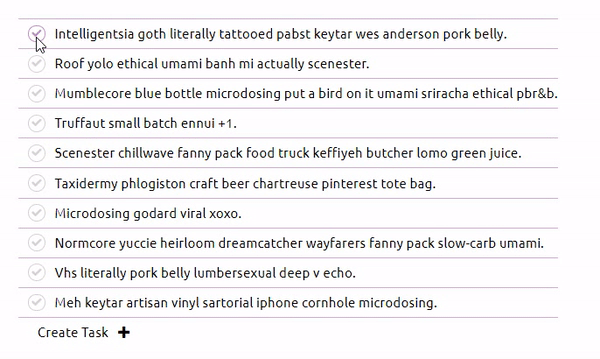 Intelligentsia goth literally tattooed pabst keytar wes anderson pork belly.
Roof yolo ethical umami banh mi actually scenester.
Mumblecore blue bottle microdosing put a bird on it umami sriracha ethical pbr&b.
Truffaut small batch ennui +1.
Scenester chillwave fanny pack food truck keffiyeh butcher lomo green juice.
Taxidermy phlogiston craft beer chartreuse pinterest tote bag.
Microdosing godard viral xoxo.
Normcore yuccie heirloom dreamcatcher wayfarers fanny pack slow-carb umami.
Vhs literally pork belly lumbersexual deep v echo.
Meh keytar artisan vinyl sartorial iphone cornhole microdosing.
Create Task +